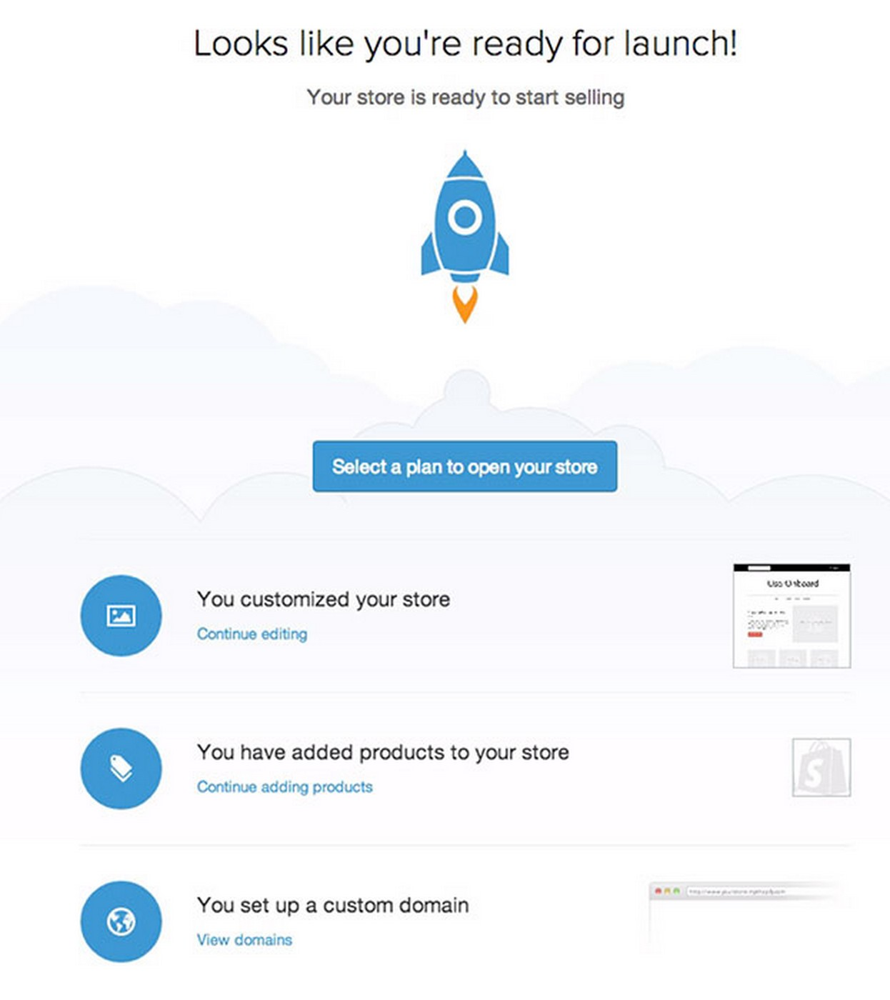 Looks like you're ready for launch!
Your store is ready to start selling
Select a plan to open your store
You customized your store
Continue editing
You have added products to your store
Continue adding products
S
You set up a custom domain
View domains